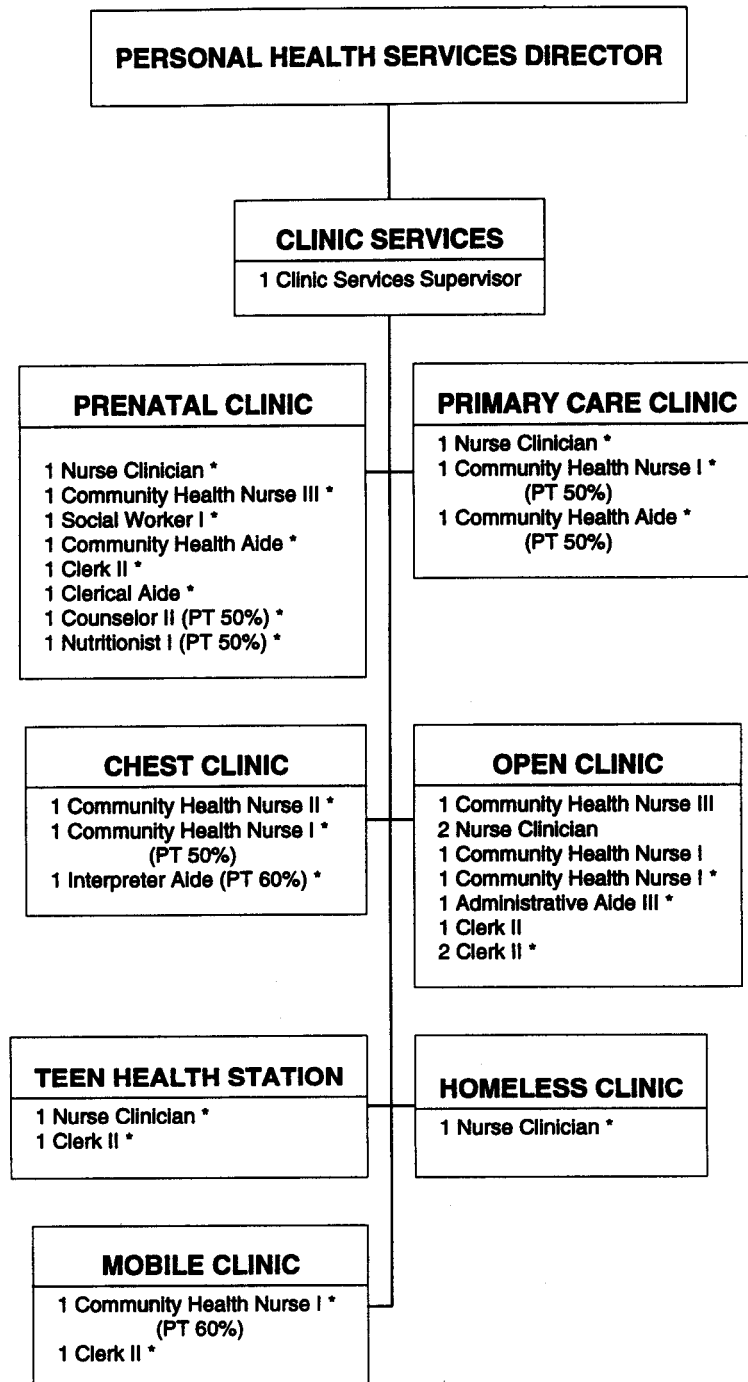 PERSONAL HEALTH SERVICES DIRECTOR
CLINIC SERVICES
1 Clinic Services Supervisor
PRENATAL CLINIC
1 Nurse Clinician *
1 Community Health Nurse III *
1 Social Worker I *
1 Community Health Aide *
1 Clerk II *
1 Clerical Aide *
1 Counselor II (PT 50%) *
1 Nutritionist I (PT 50%) *
PRIMARY CARE CLINIC
1 Nurse Clinician *
1 Community Health Nurse I *
(PT 50%)
1 Community Health Aide *
(PT 50%)
CHEST CLINIC
1 Community Health Nurse II *
1 Community Health Nurse I *
(PT 50%)
1 Interpreter Aide (PT 60%) *
OPEN CLINIC
1 Community Health Nurse III
2 Nurse Clinician
1 Community Health Nurse I
1 Community Health Nurse I *
1 Administrative Aide III *
1 Clerk II
2 Clerk II *
TEEN HEALTH STATION
1 Nurse Clinician *
1 Clerk II *
HOMELESS CLINIC
1 Nurse Clinician *
MOBILE CLINIC
1 Community Health Nurse I *
(PT 60%)
1 Clerk II *